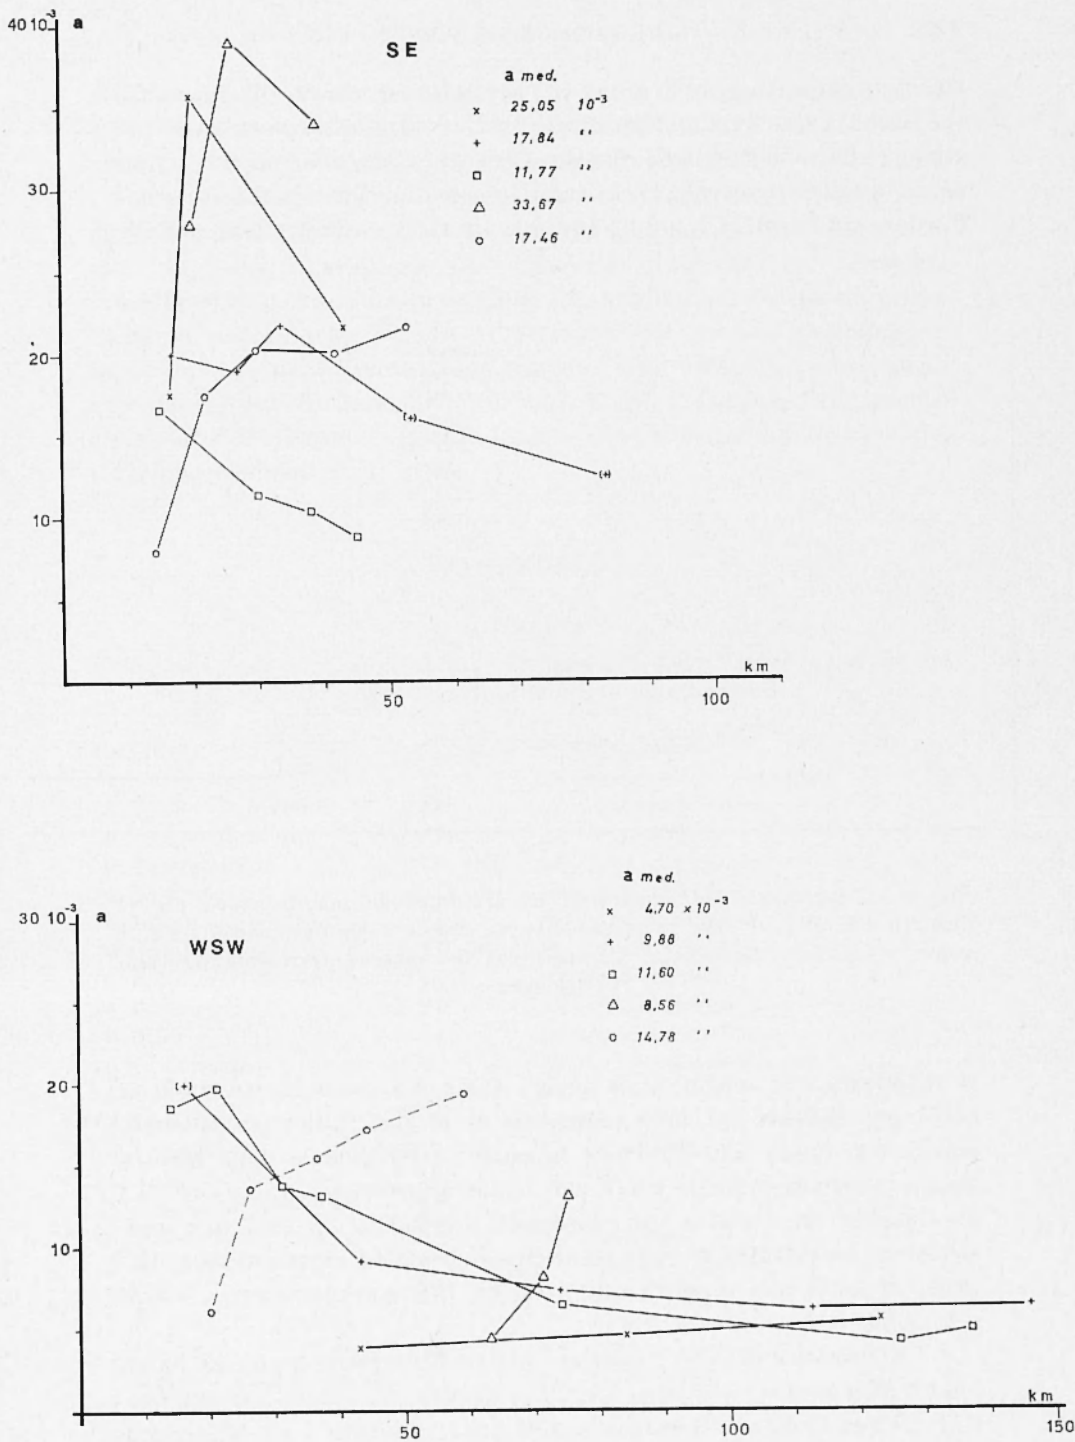 40 10⁻³ a
SE
a med.
x 25,05 10⁻³
+ 17,84 ‘‘
□ 11,77 ‘‘
△ 33,67 ‘‘
○ 17,46 ‘‘
30
20
10
(+)
(+)
km
50
100
30 10⁻³ a
WSW
a med.
x 4,70 × 10⁻³
+ 9,88 ‘‘
□ 11,60 ‘‘
△ 8,56 ‘‘
○ 14,78 ‘‘
20
(+)
10
km
50
100
150